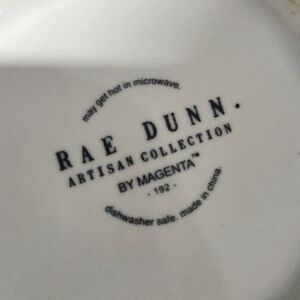 may get hot in microwave.
RAE DUNN.
ARTISAN COLLECTION
BY MAGENTA™
- 192 -
dishwasher safe. made in china.